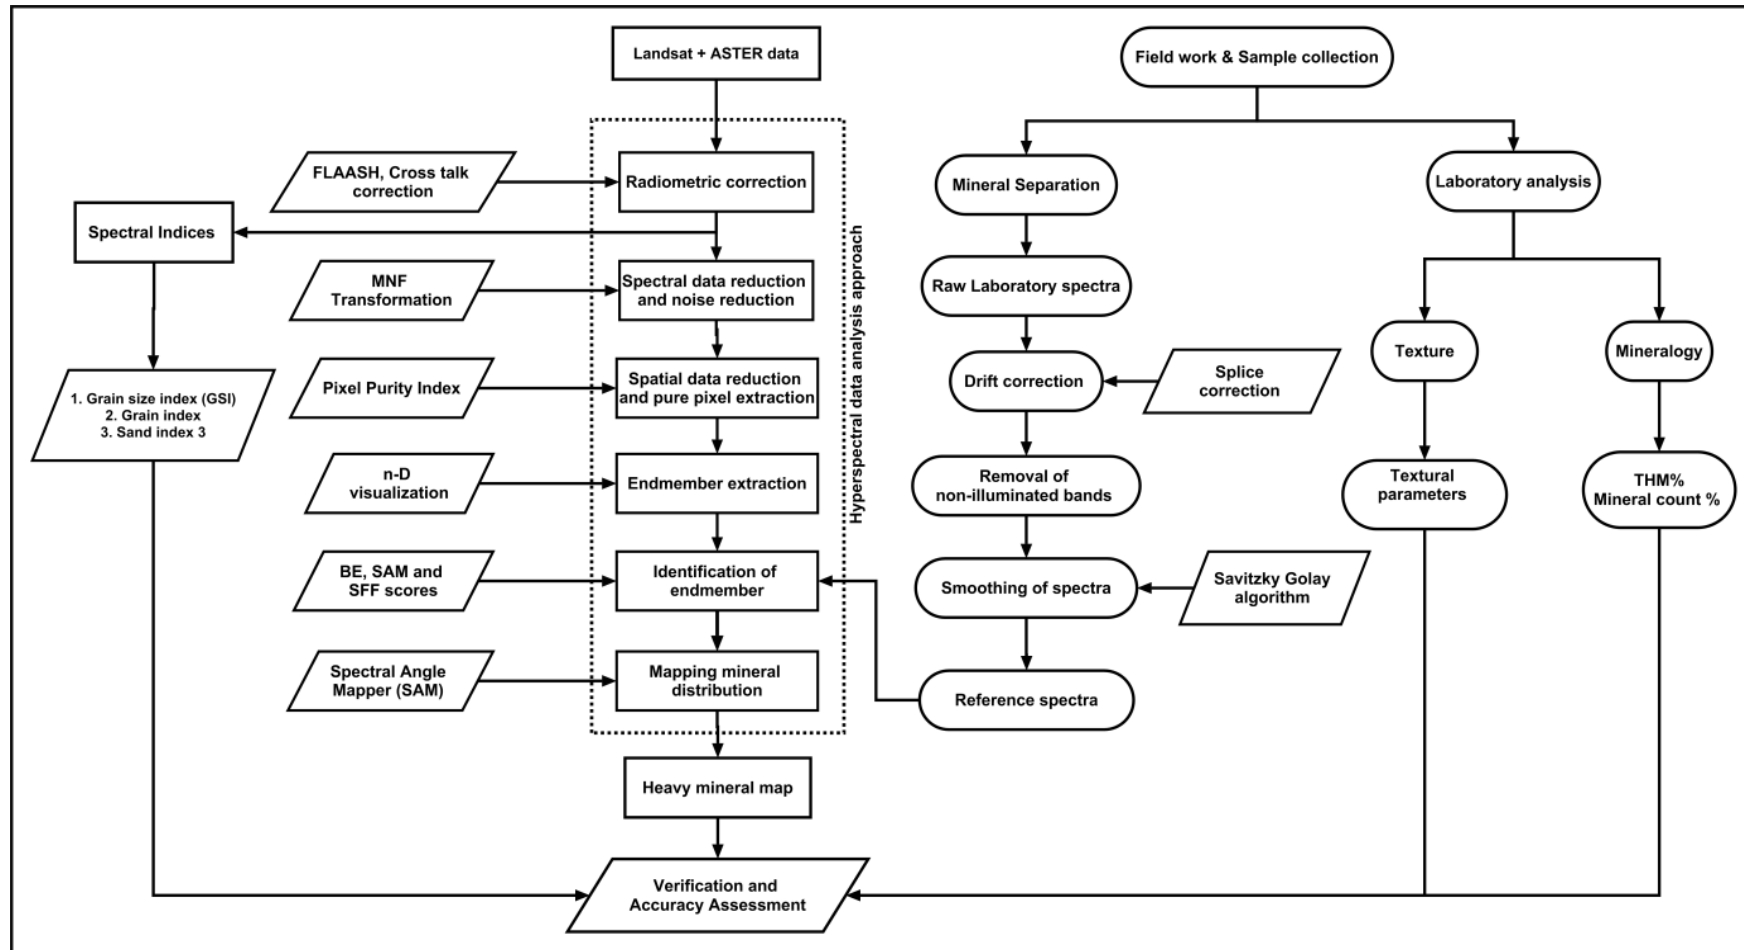 Landsat + ASTER data
Field work & Sample collection
FLAASH, Cross talk
correction
Radiometric correction
Mineral Separation
Laboratory analysis
Spectral Indices
MNF
Transformation
Spectral data reduction
and noise reduction
Hyperspectral data analysis approach
Raw Laboratory spectra
Pixel Purity Index
Spatial data reduction
and pure pixel extraction
Drift correction
Splice
correction
Texture
Mineralogy
1. Grain size index (GSI)
2. Grain index
3. Sand index 3
n-D
visualization
Endmember extraction
Removal of
non-illuminated bands
Textural
parameters
THM%
Mineral count %
BE, SAM and
SFF scores
Identification of
endmember
Smoothing of spectra
Savitzky Golay
algorithm
Spectral Angle
Mapper (SAM)
Mapping mineral
distribution
Reference spectra
Heavy mineral map
Verification and
Accuracy Assessment